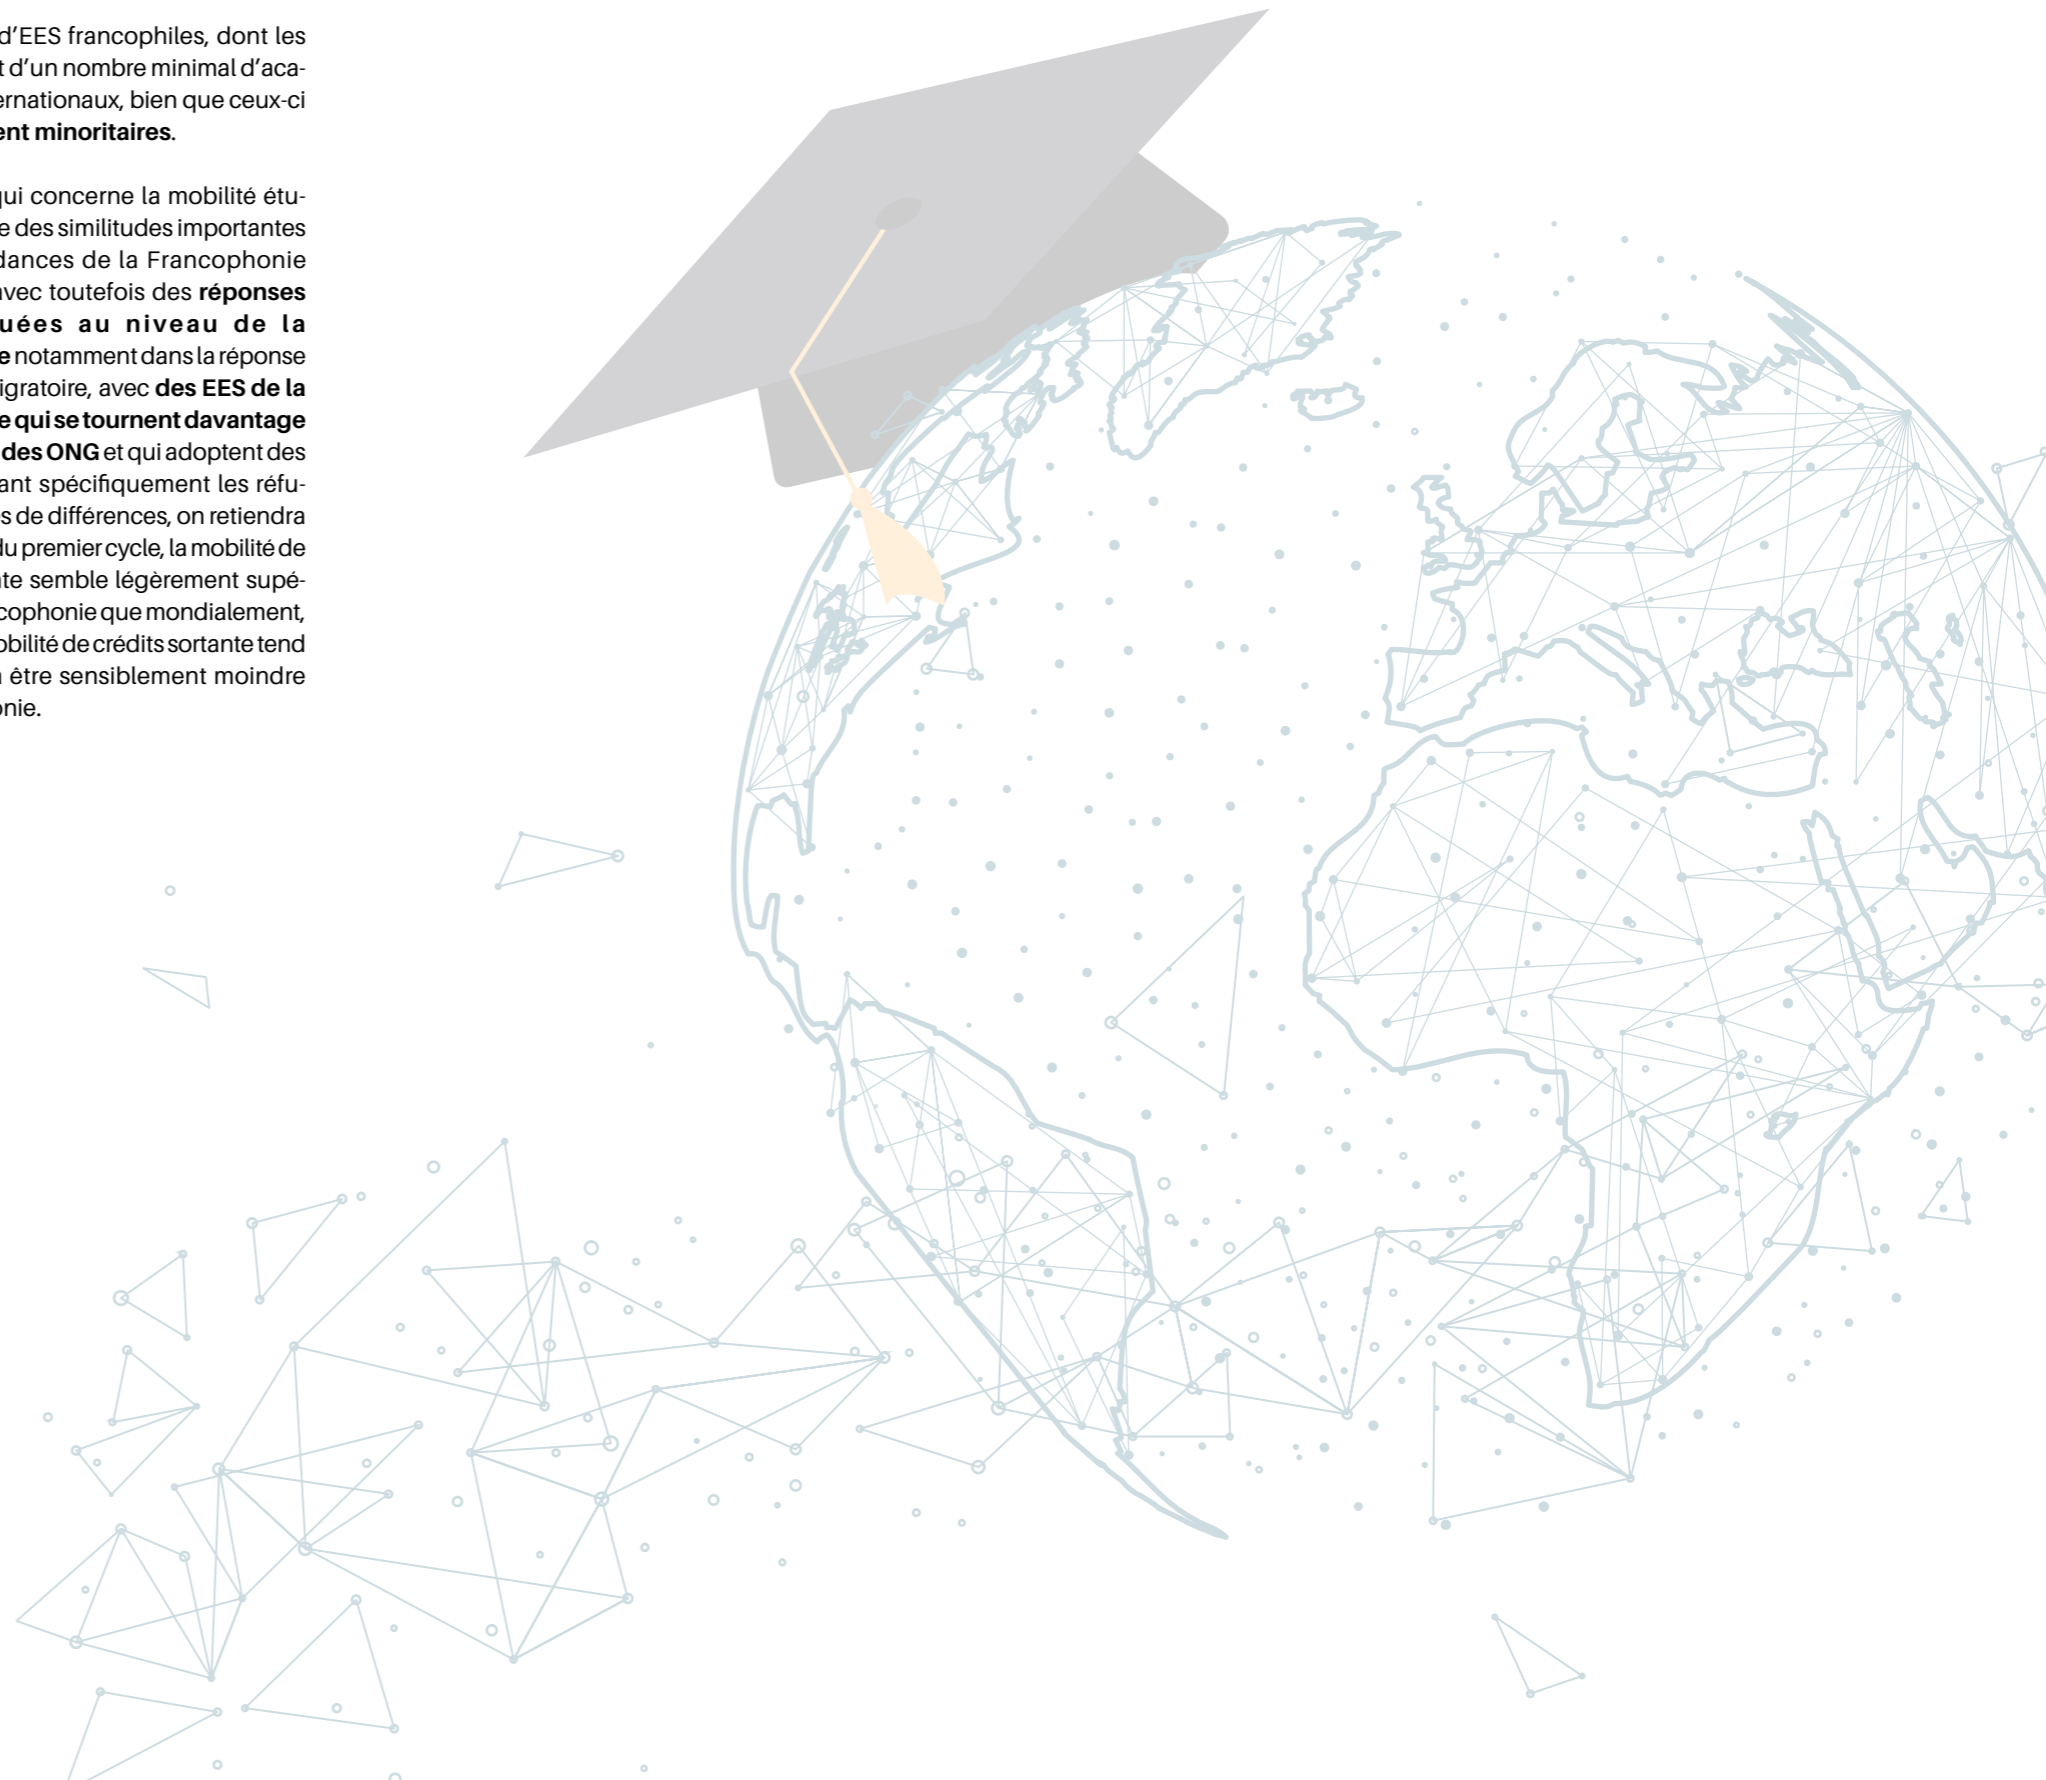 d’EES francophiles, dont les
d’un nombre minimal d’aca-
ernationaux, bien que ceux-ci
ent minoritaires.
qui concerne la mobilité étu-
e des similitudes importantes
dances de la Francophonie
avec toutefois des réponses
uées au niveau de la
e notamment dans la réponse
igratoire, avec des EES de la
e qui se tournent davantage
des ONG et qui adoptent des
ant spécifiquement les réfu-
s de différences, on retiendra
du premier cycle, la mobilité de
te semble légèrement supé-
cophonie que mondialement,
obilité de crédits sortante tend
à être sensiblement moindre
onie.